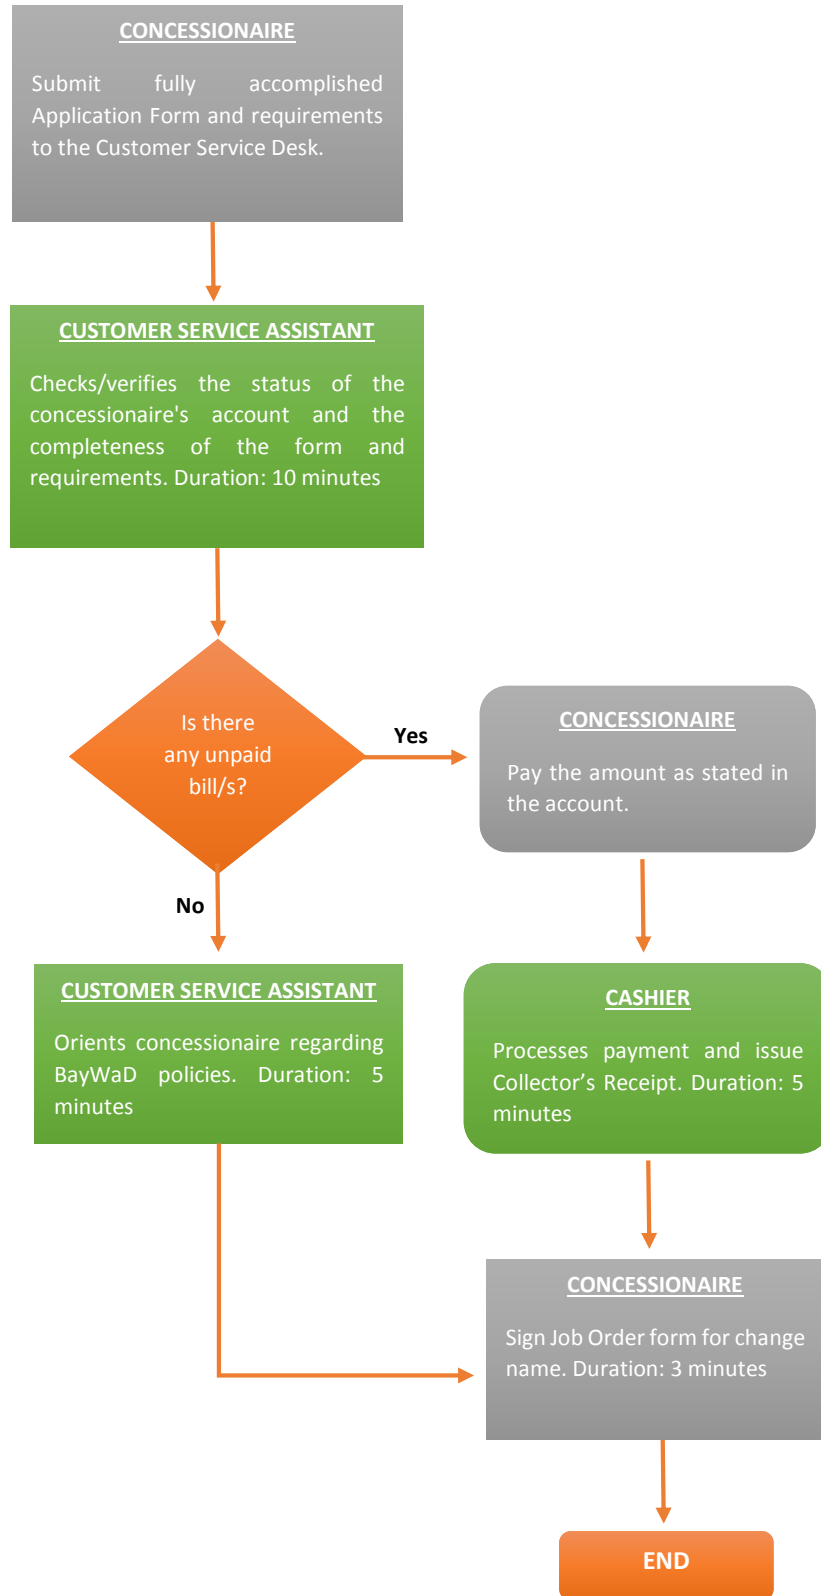 CONCESSIONAIRE
Submit fully accomplished
Application Form and requirements
to the Customer Service Desk.
CUSTOMER SERVICE ASSISTANT
Checks/verifies the status of the
concessionaire's account and the
completeness of the form and
requirements. Duration: 10 minutes
Is there
any unpaid
bill/s?
Yes
CONCESSIONAIRE
Pay the amount as stated in
the account.
No
CUSTOMER SERVICE ASSISTANT
Orients concessionaire regarding
BayWaD policies. Duration: 5
minutes
CASHIER
Processes payment and issue
Collector’s Receipt. Duration: 5
minutes
CONCESSIONAIRE
Sign Job Order form for change
name. Duration: 3 minutes
END